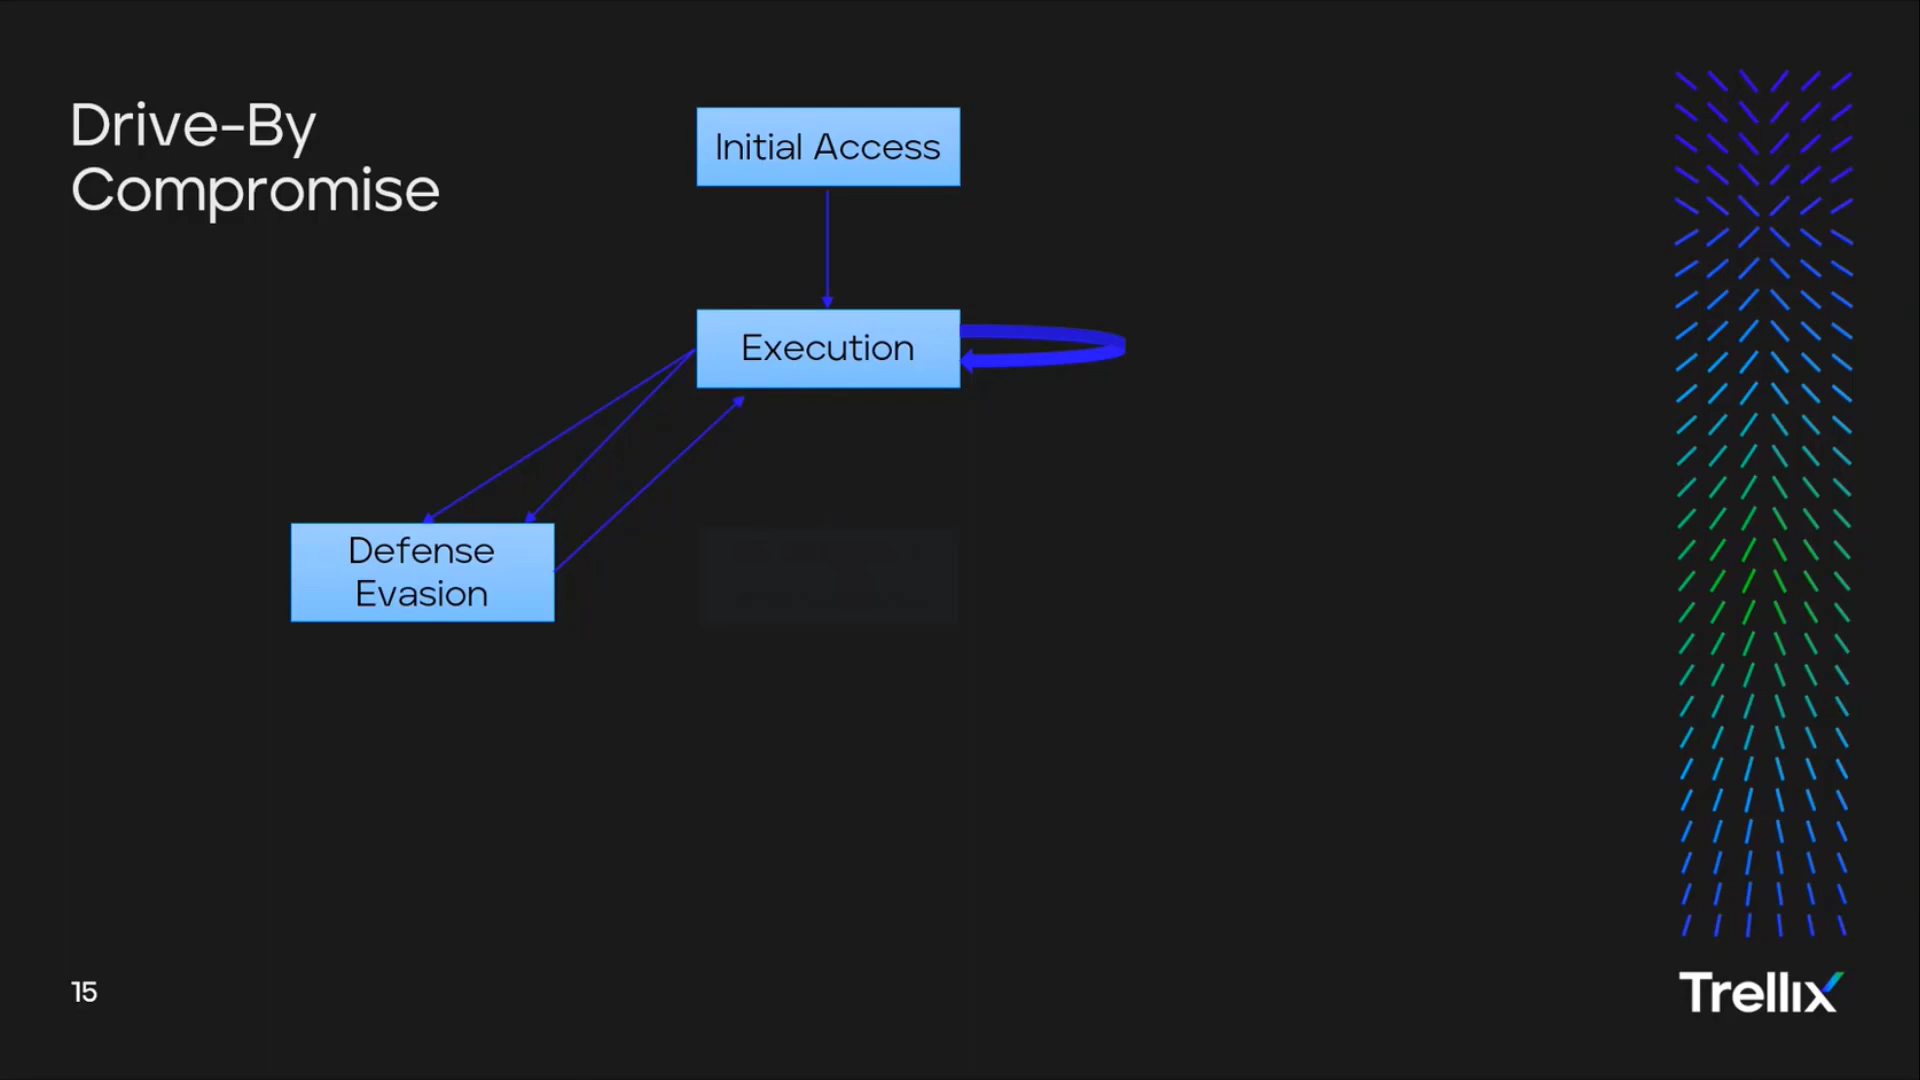 Drive-By
Compromise
Initial Access
Execution
Defense
Evasion
15
Trellix